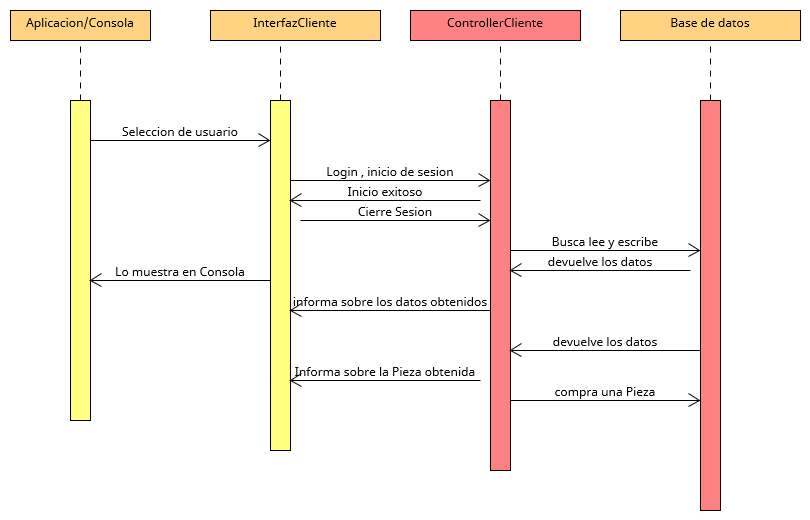 Aplicacion/Consola
InterfazCliente
ControllerCliente
Base de datos
Seleccion de usuario
Login , inicio de sesion
Inicio exitoso
Cierre Sesion
Busca lee y escribe
devuelve los datos
Lo muestra en Consola
informa sobre los datos obtenidos
devuelve los datos
Informa sobre la Pieza obtenida
compra una Pieza